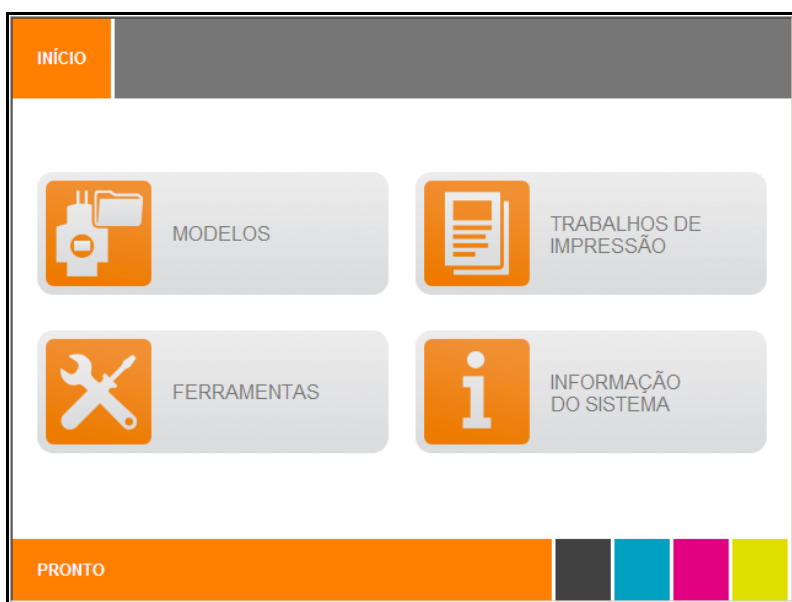 INÍCIO
MODELOS
TRABALHOS DE
IMPRESSÃO
FERRAMENTAS
INFORMAÇÃO
DO SISTEMA
PRONTO